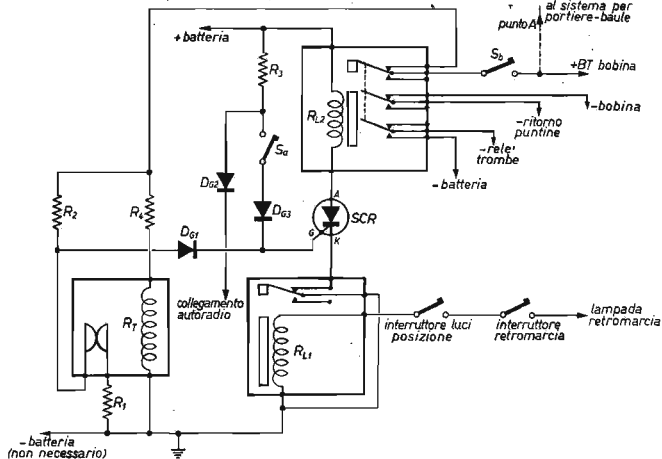 al sistema per
portiere-baule
punto A
+batteria
Sb
+BT bobina
R3
RL2
-bobina
-ritorno
puntine
Sa
-rele'
trombe
-batteria
DG2
A
R2
R4
DG3
SCR
DG1
G
K
collegamento
autoradio
lampada
retromarcia
interruttore luci
posizione
interruttore
retromarcia
RT
RL1
R1
-batteria
(non necessario)